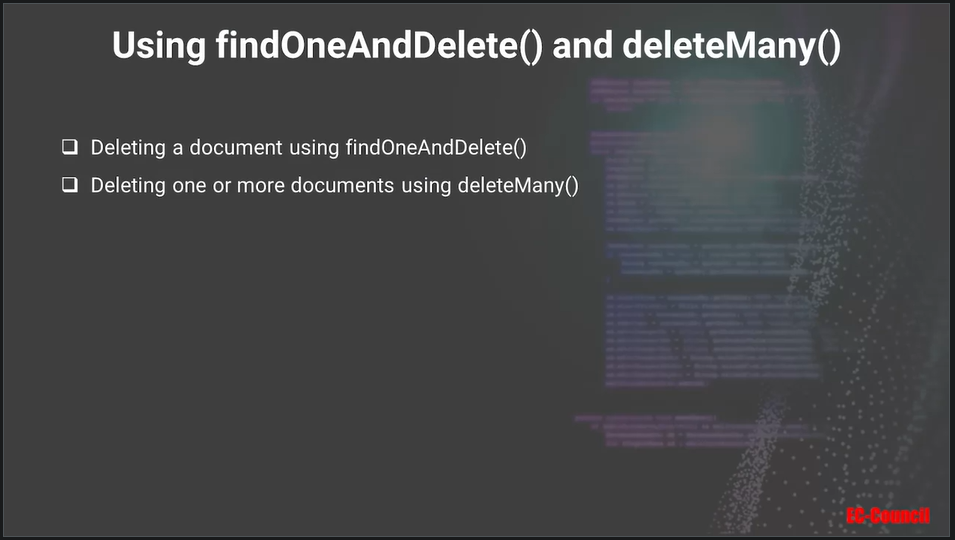 Using findOneAndDelete() and deleteMany()
❑ Deleting a document using findOneAndDelete()
❑ Deleting one or more documents using deleteMany()
EC-Council